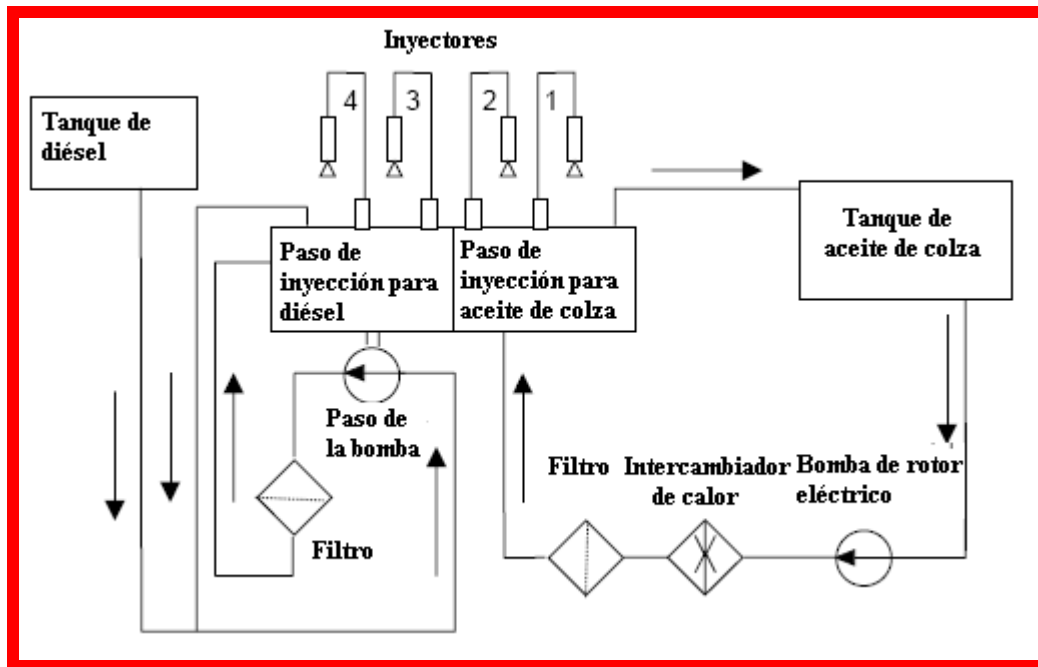 Inyectores
4
3
2
1
Tanque de
diésel
Tanque de
aceite de colza
Paso de
inyección para
diésel
Paso de
inyección para
aceite de colza
Paso de
la bomba
Filtro
Filtro
Intercambiador
de calor
Bomba de rotor
eléctrico